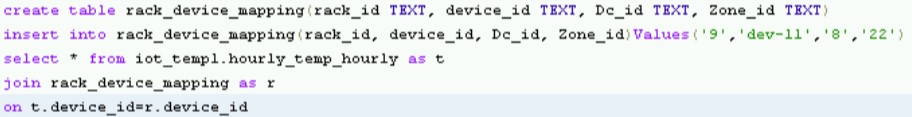 create table rack_device_mapping(rack_id TEXT, device_id TEXT, Dc_id TEXT, Zone_id TEXT)
insert into rack_device_mapping(rack_id, device_id, Dc_id, Zone_id)Values('9','dev-11','8','22')
select * from iot_temp1.hourly_temp_hourly as t
join rack_device_mapping as r
on t.device_id=r.device_id